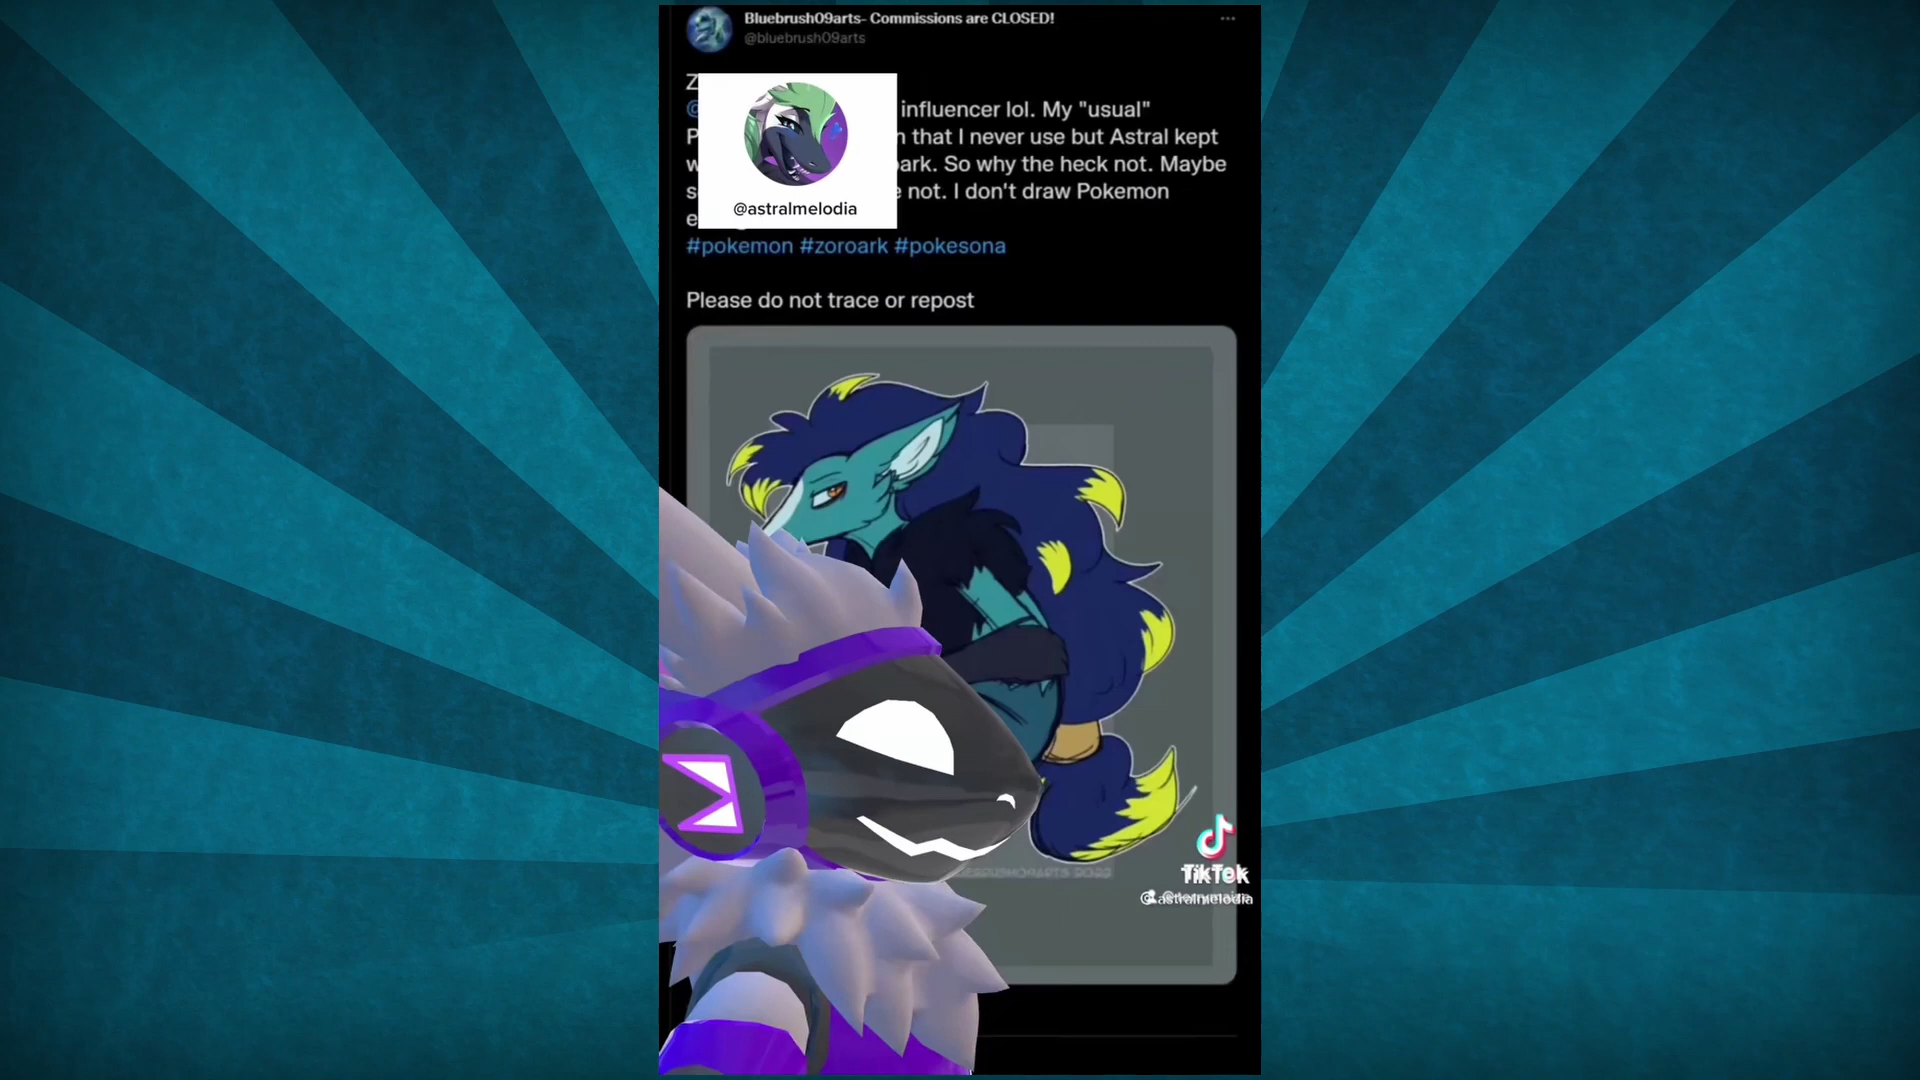 Bluebrush09arts- Commissions are CLOSED!
@bluebrush09arts
Z
@ influencer lol. My "usual"
P that I never use but Astral kept
w So why the heck not. Maybe
s not. I don't draw Pokemon
e
@astralmelodia
#pokemon #zoroark #pokesona
Please do not trace or repost
TikTok
@astralmelodia